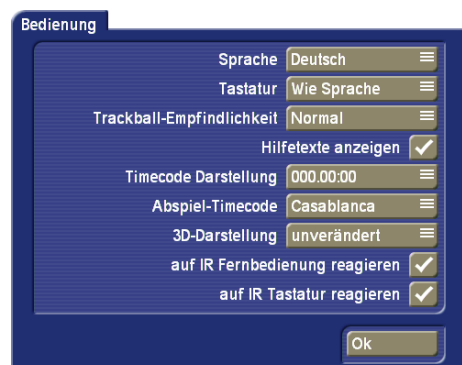 Bedienung
Sprache Deutsch
Tastatur Wie Sprache
Trackball-Empfindlichkeit Normal
Hilfetexte anzeigen
Timecode Darstellung 000.00:00
Abspiel-Timecode Casablanca
3D-Darstellung unverändert
auf IR Fernbedienung reagieren
auf IR Tastatur reagieren
Ok